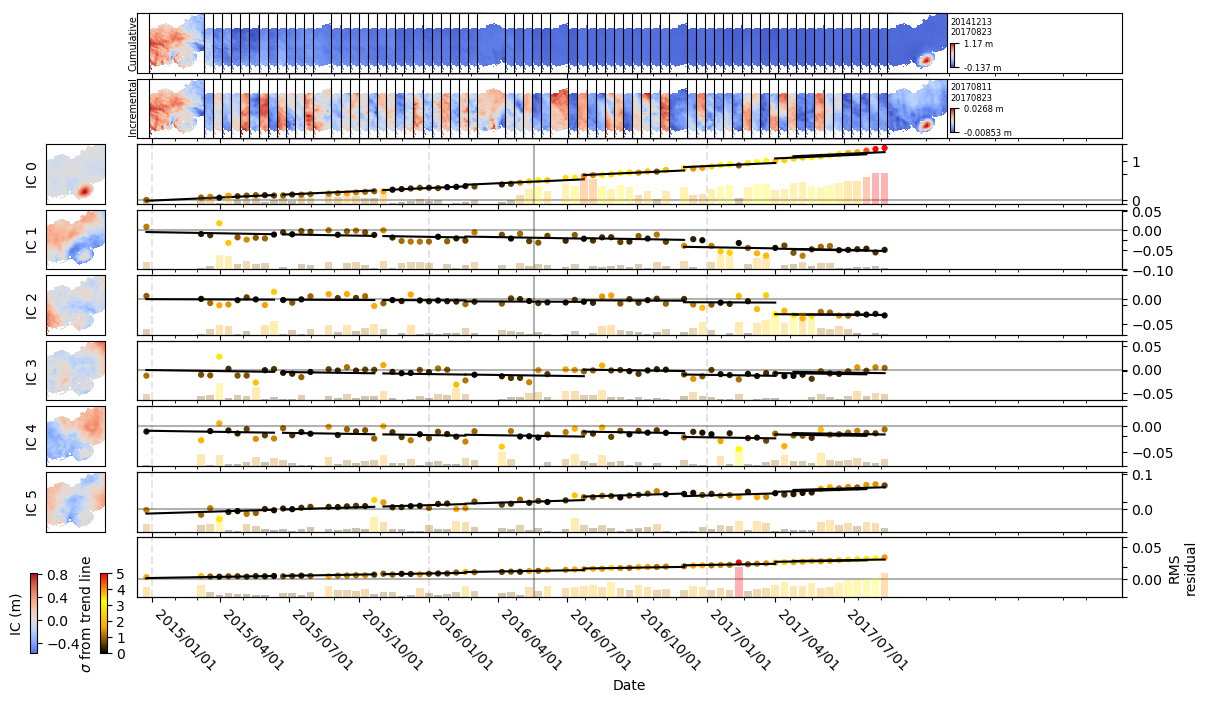 Cumulative
20141213
20170823
1.17 m
-0.137 m
Incremental
20170811
20170823
0.0268 m
-0.00853 m
IC 0
1
0
IC 1
0.05
0.00
−0.05
−0.10
IC 2
0.00
−0.05
IC 3
0.05
0.00
−0.05
IC 4
0.00
−0.05
IC 5
0.1
0.0
0.05
0.00
RMS
residual
IC (m)
0.8
0.4
0.0
−0.4
σ from trend line
5
4
3
2
1
0
2015/01/01
2015/04/01
2015/07/01
2015/10/01
2016/01/01
2016/04/01
2016/07/01
2016/10/01
2017/01/01
2017/04/01
2017/07/01
Date